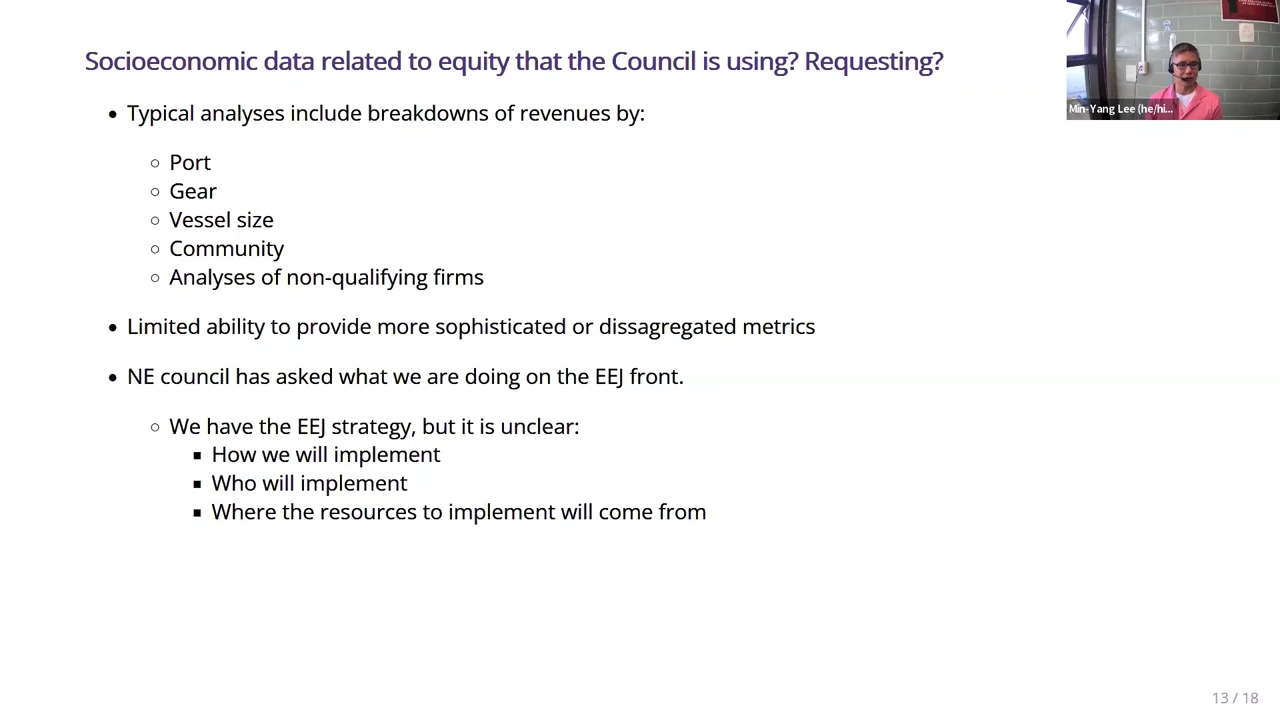 Socioeconomic data related to equity that the Council is using? Requesting?
Min-Yang Lee (he/hi...
• Typical analyses include breakdowns of revenues by:
○ Port
○ Gear
○ Vessel size
○ Community
○ Analyses of non-qualifying firms
• Limited ability to provide more sophisticated or dissagregated metrics
• NE council has asked what we are doing on the EEJ front.
○ We have the EEJ strategy, but it is unclear:
▪ How we will implement
▪ Who will implement
▪ Where the resources to implement will come from
13 / 18